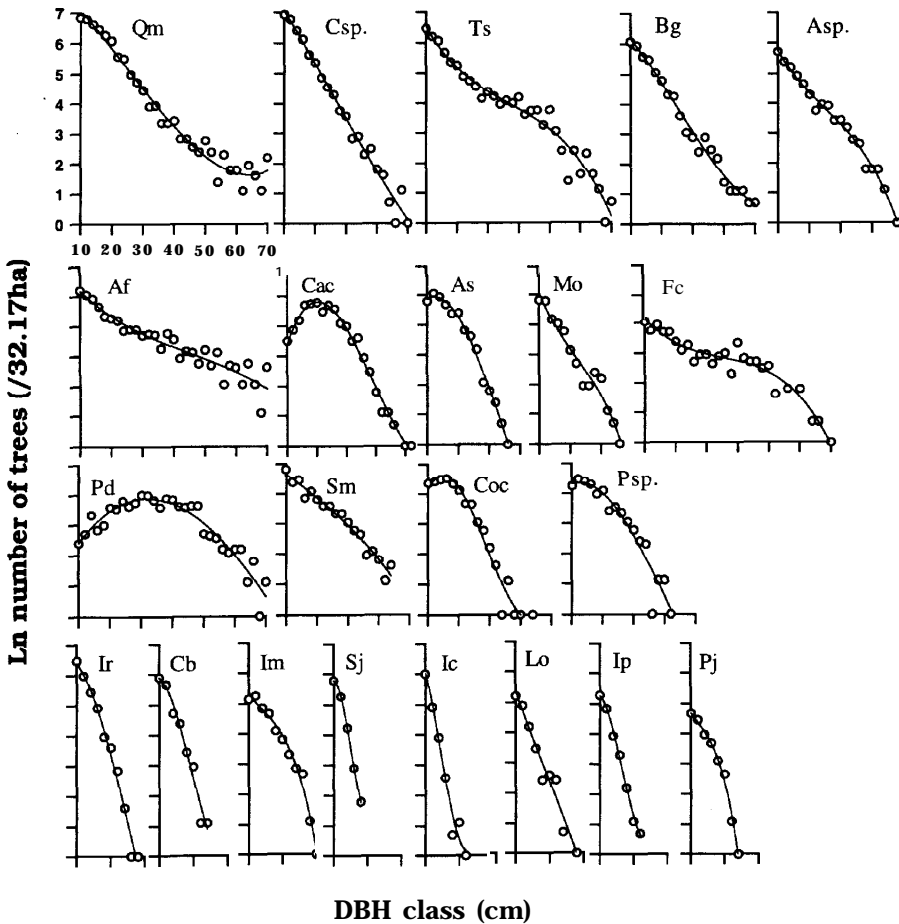 Qm Csp. Ts Bg Asp.
7
6
5
4
3
2
1
0
10 20 30 40 50 60 70
Af Cac As Mo Fc
1
Pd Sm Coc Psp.
Ir Cb Im Sj Ic Lo Ip Pj
Ln number of trees (/32.17ha)
DBH class (cm)